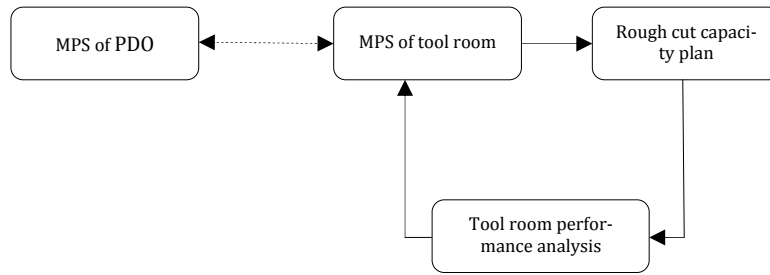 MPS of PDO
MPS of tool room
Rough cut capaci-
ty plan
Tool room perfor-
mance analysis